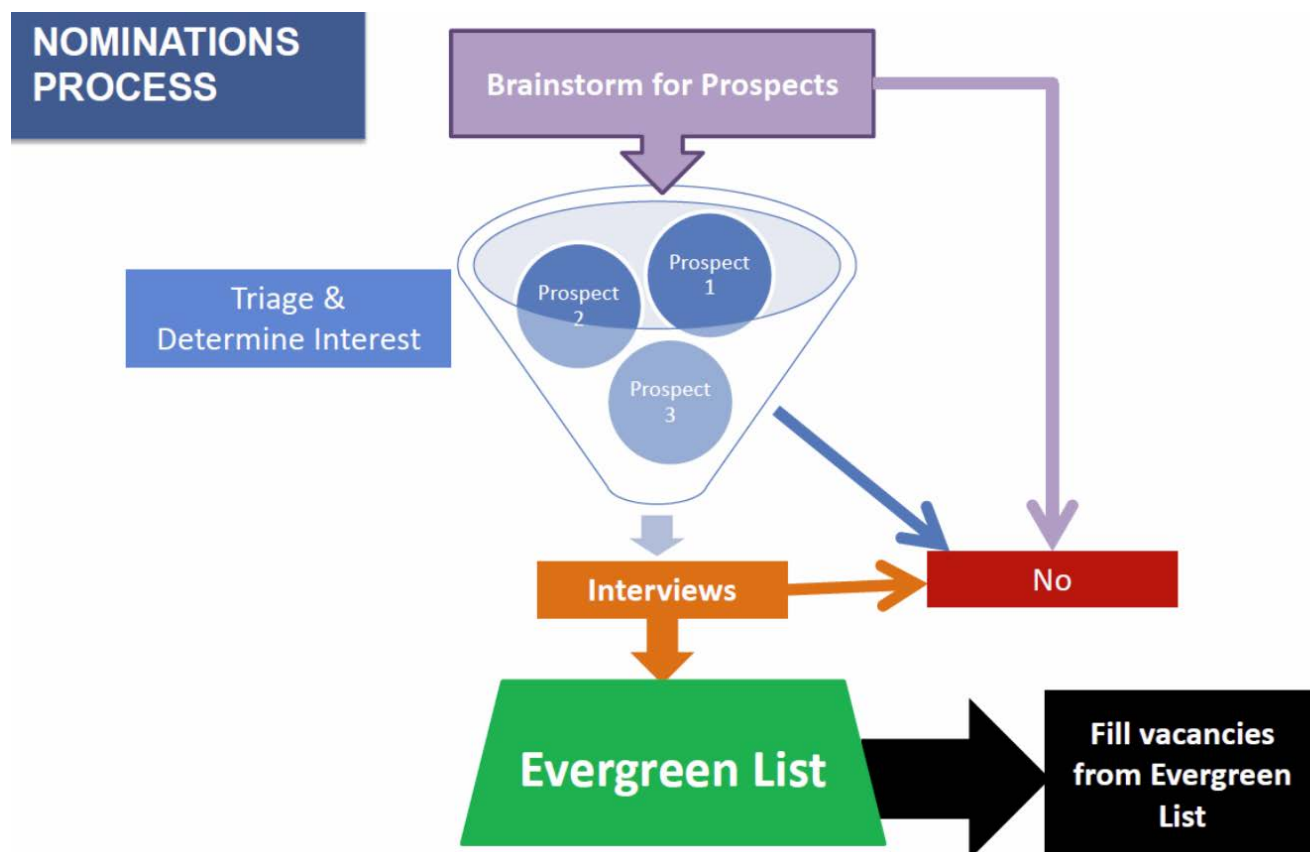 NOMINATIONS
PROCESS
Brainstorm for Prospects
Prospect
1
Prospect
2
Triage &
Determine Interest
Prospect
3
Interviews
No
Evergreen List
Fill vacancies
from Evergreen
List